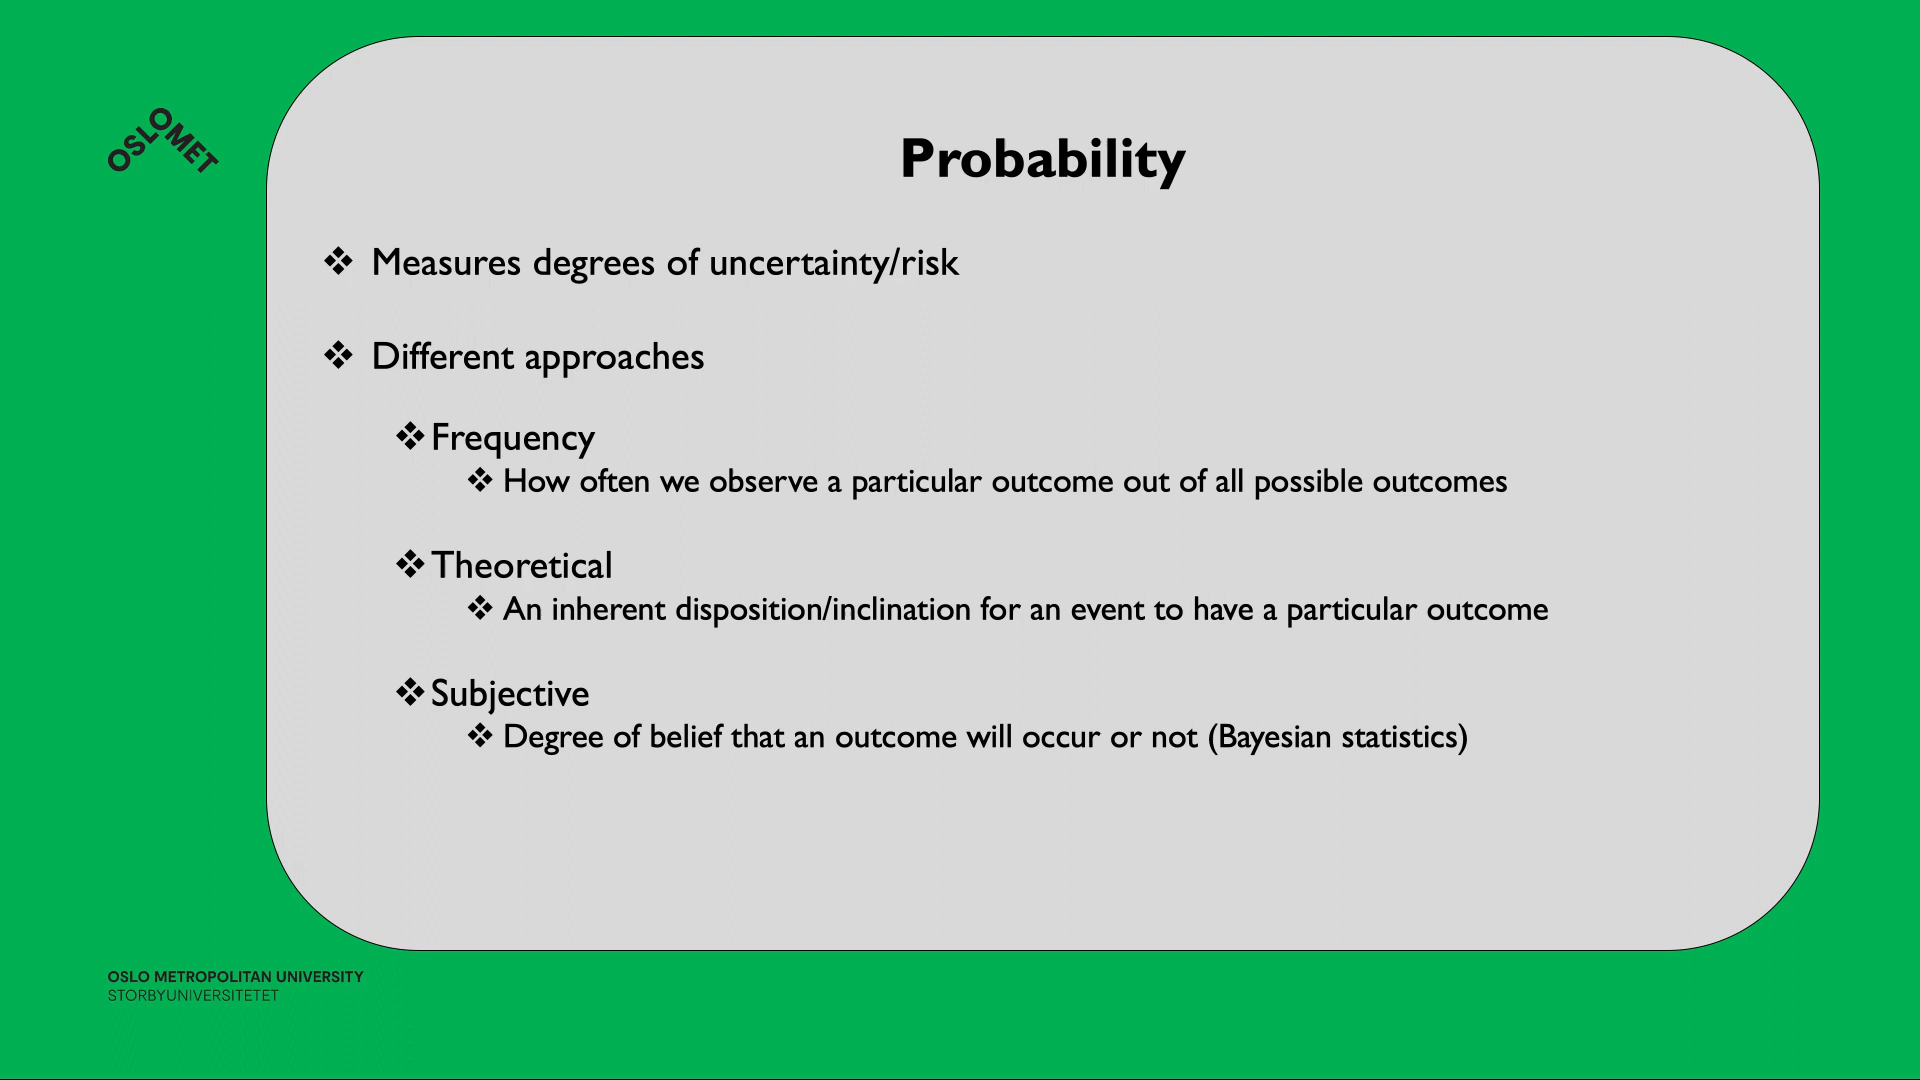 OSLOMET
Probability
❖ Measures degrees of uncertainty/risk
❖ Different approaches
❖ Frequency
❖ How often we observe a particular outcome out of all possible outcomes
❖ Theoretical
❖ An inherent disposition/inclination for an event to have a particular outcome
❖ Subjective
❖ Degree of belief that an outcome will occur or not (Bayesian statistics)
OSLO METROPOLITAN UNIVERSITY
STORBYUNIVERSITETET